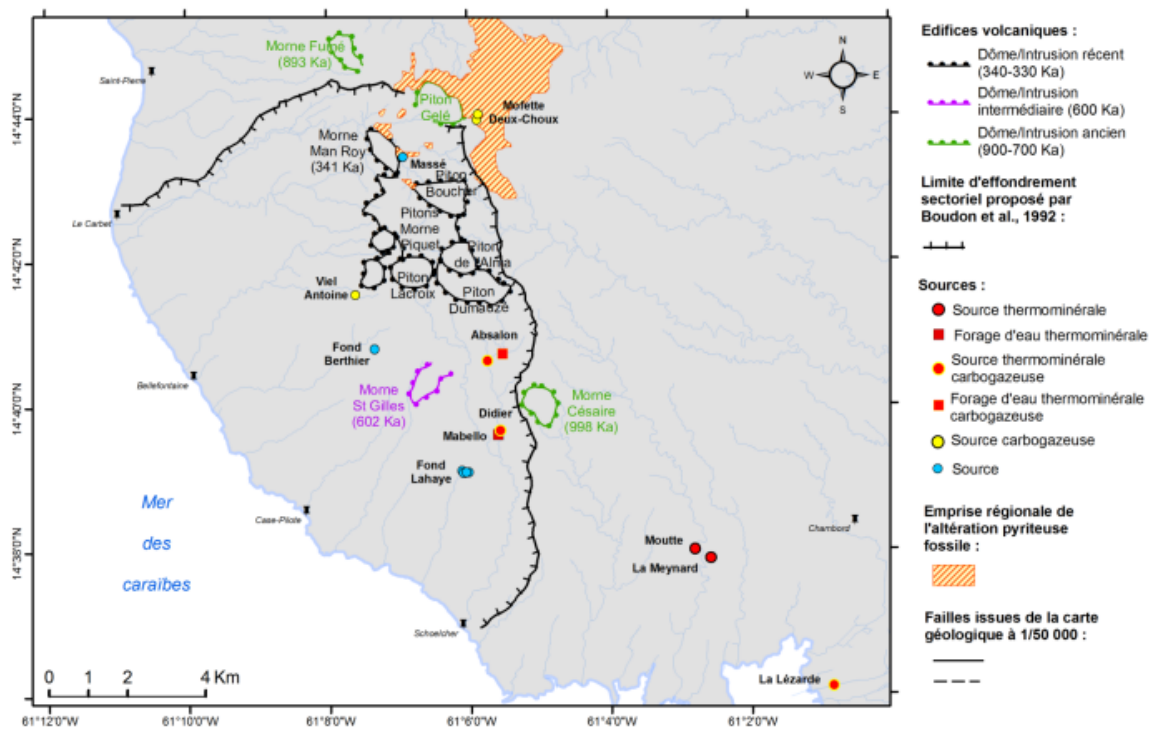 Morne Fumé
(893 Ka)
Saint-Pierre
Piton
Gelé
Mofette
Deux-Choux
N
W
E
S
14°44'0"N
Morne
Man Roy
(341 Ka)
Massé
Piton
Boucher
Le Carbet
Pitons
Morne
Piquet
Piton
de l'Alma
14°42'0"N
Viel
Antoine
Piton
Lacroix
Piton
Dumauzé
Absalon
Fond
Berthier
Bellefontaine
Morne
St Gilles
(602 Ka)
14°40'0"N
Didier
Morne
Césaire
(998 Ka)
Mabello
Fond
Lahaye
Mer
des
caraïbes
Case-Pilote
Chambord
Moutte
La Meynard
14°38'0"N
Schoelcher
La Lézarde
0 1 2 4 Km
61°12'0"W 61°10'0"W 61°8'0"W 61°6'0"W 61°4'0"W 61°2'0"W
Edifices volcaniques :
Dôme/Intrusion récent
(340-330 Ka)
Dôme/Intrusion
intermédiaire (600 Ka)
Dôme/Intrusion ancien
(900-700 Ka)
Limite d'effondrement
sectoriel proposé par
Boudon et al., 1992 :
Sources :
Source thermominérale
Forage d'eau thermominérale
Source thermominérale
carbogazeuse
Forage d'eau thermominérale
carbogazeuse
Source carbogazeuse
Source
Emprise régionale de
l'altération pyriteuse
fossile :
Failles issues de la carte
géologique à 1/50 000 :